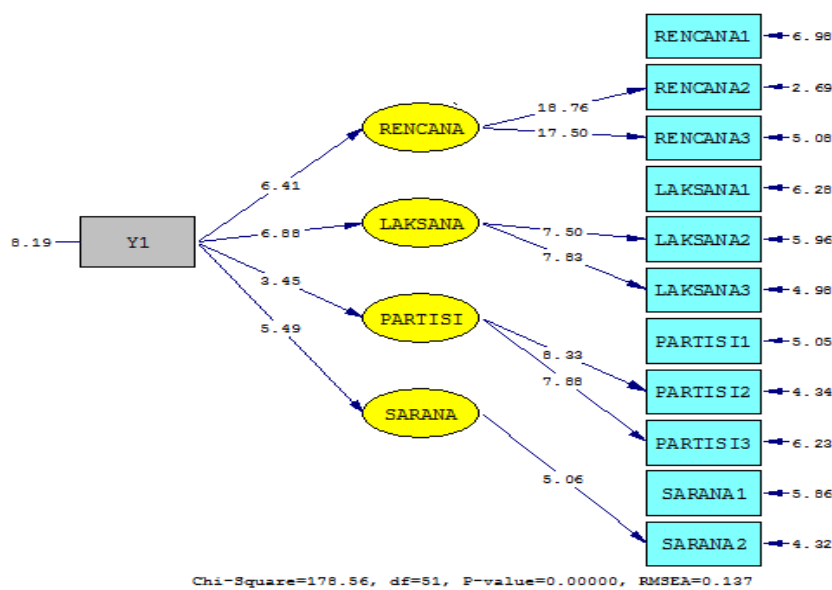 RENCANA1
6.98
RENCANA2
2.69
RENCANA3
5.08
LAKSANA1
6.28
LAKSANA2
5.96
LAKSANA3
4.98
PARTISI1
5.05
PARTISI2
4.34
PARTISI3
6.23
SARANA1
5.86
SARANA2
4.32
RENCANA
18.76
17.50
LAKSANA
7.50
7.83
PARTISI
8.33
7.88
SARANA
5.06
8.19
Y1
6.41
6.88
3.45
5.49
Chi-Square=178.56, df=51, P-value=0.00000, RMSEA=0.137